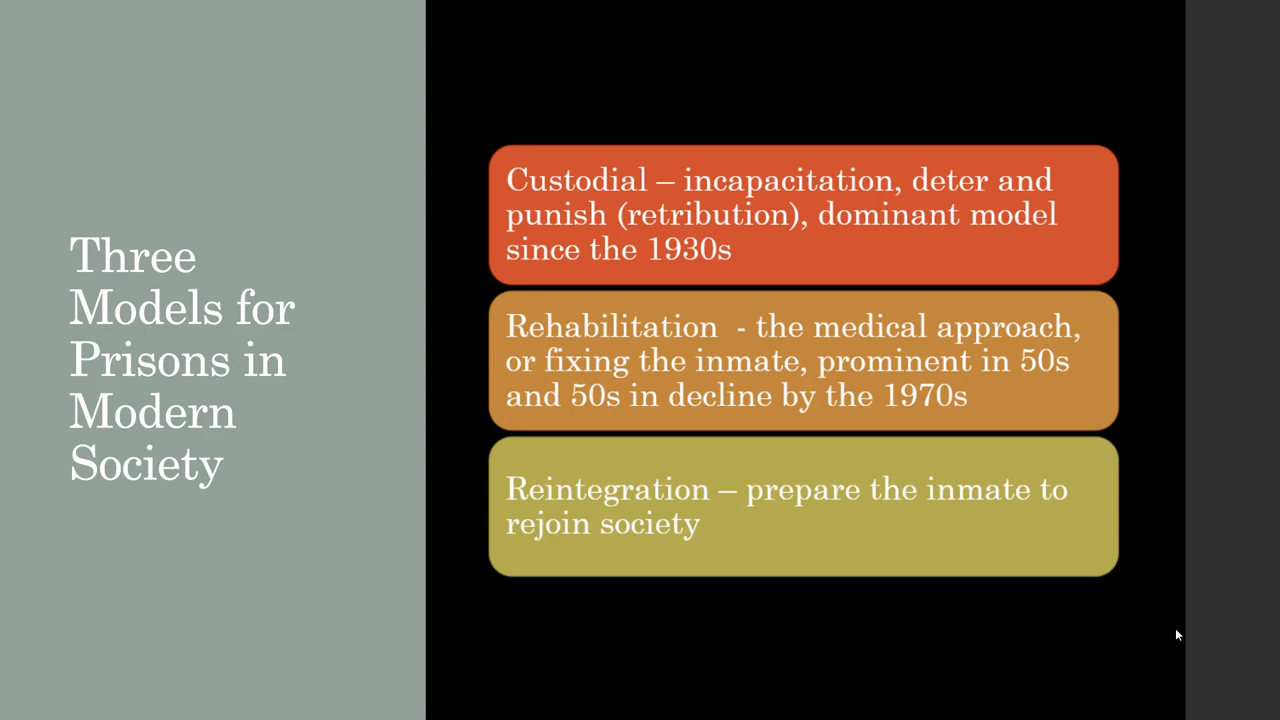 Three
Models for
Prisons in
Modern
Society
Custodial – incapacitation, deter and
punish (retribution), dominant model
since the 1930s
Rehabilitation  - the medical approach,
or fixing the inmate, prominent in 50s
and 50s in decline by the 1970s
Reintegration – prepare the inmate to
rejoin society